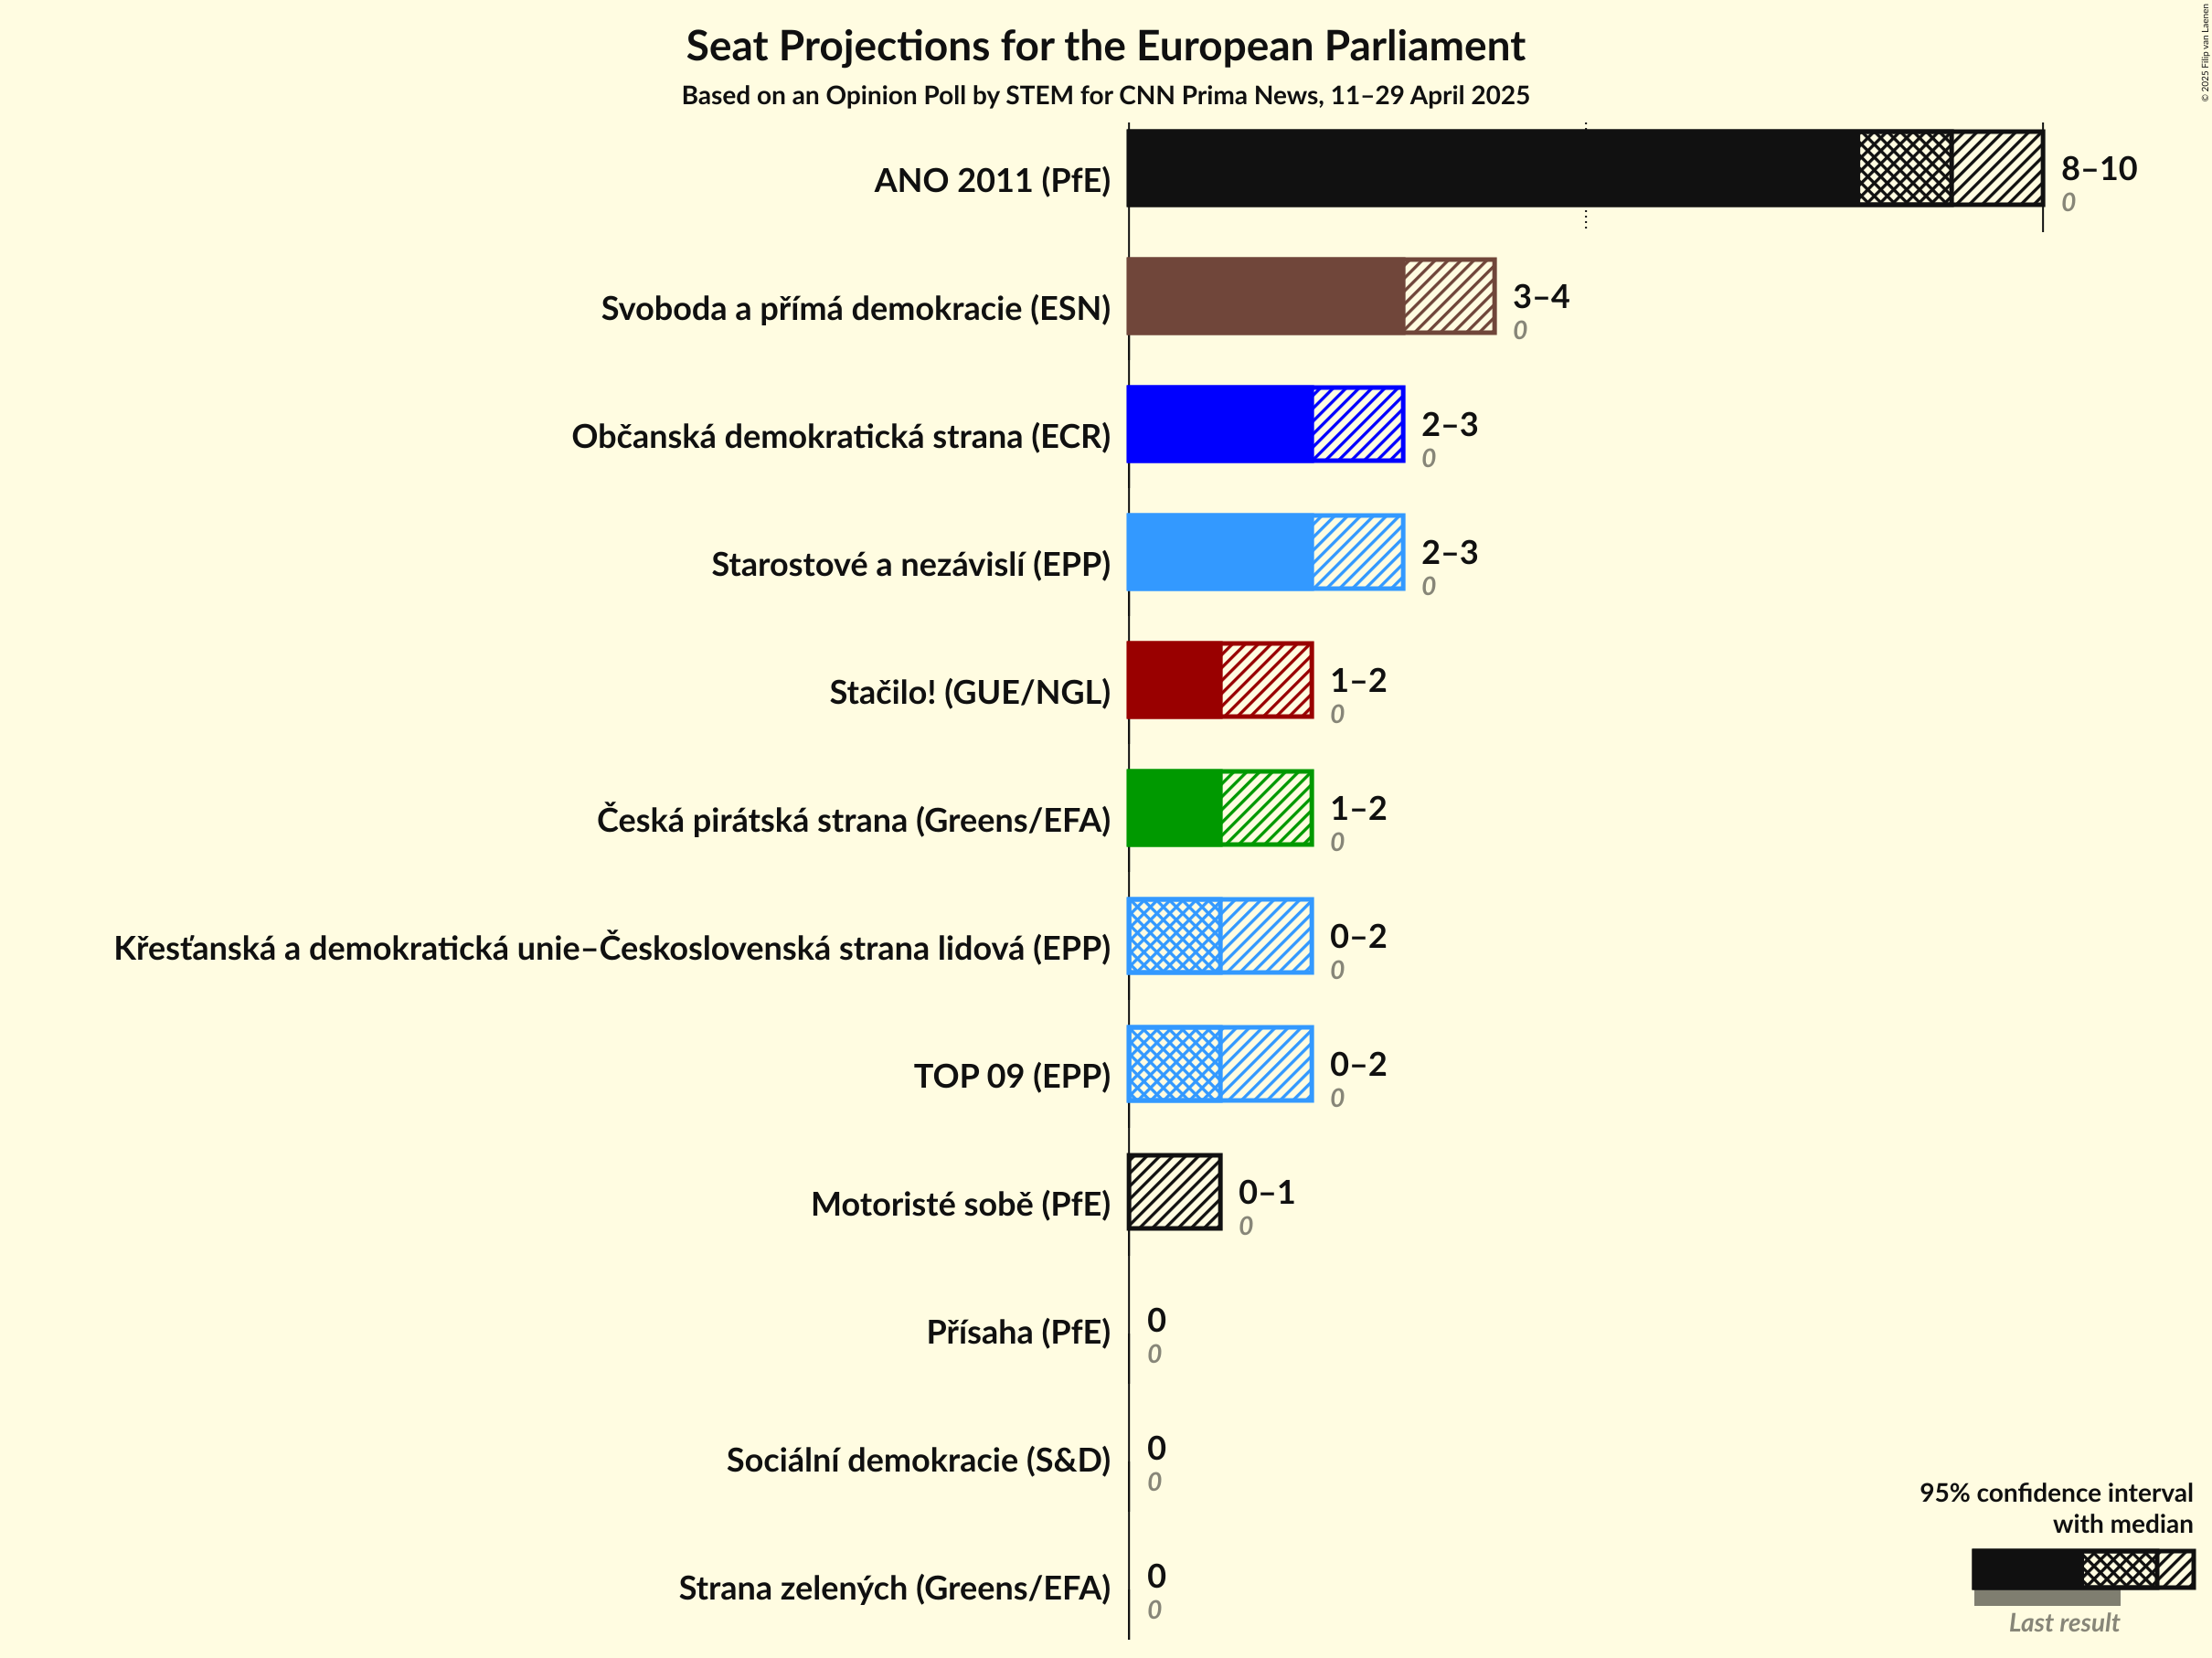 Seat Projections for the European Parliament
Based on an Opinion Poll by STEM for CNN Prima News, 11–29 April 2025
© 2025 Filip van Laenen
ANO 2011 (PfE)
8–10
0
Svoboda a přímá demokracie (ESN)
3–4
0
Občanská demokratická strana (ECR)
2–3
0
Starostové a nezávislí (EPP)
2–3
0
Stačilo! (GUE/NGL)
1–2
0
Česká pirátská strana (Greens/EFA)
1–2
0
Křesťanská a demokratická unie–Československá strana lidová (EPP)
0–2
0
TOP 09 (EPP)
0–2
0
Motoristé sobě (PfE)
0–1
0
Přísaha (PfE)
0
0
Sociální demokracie (S&D)
0
0
Strana zelených (Greens/EFA)
0
0
95% confidence interval
with median
Last result